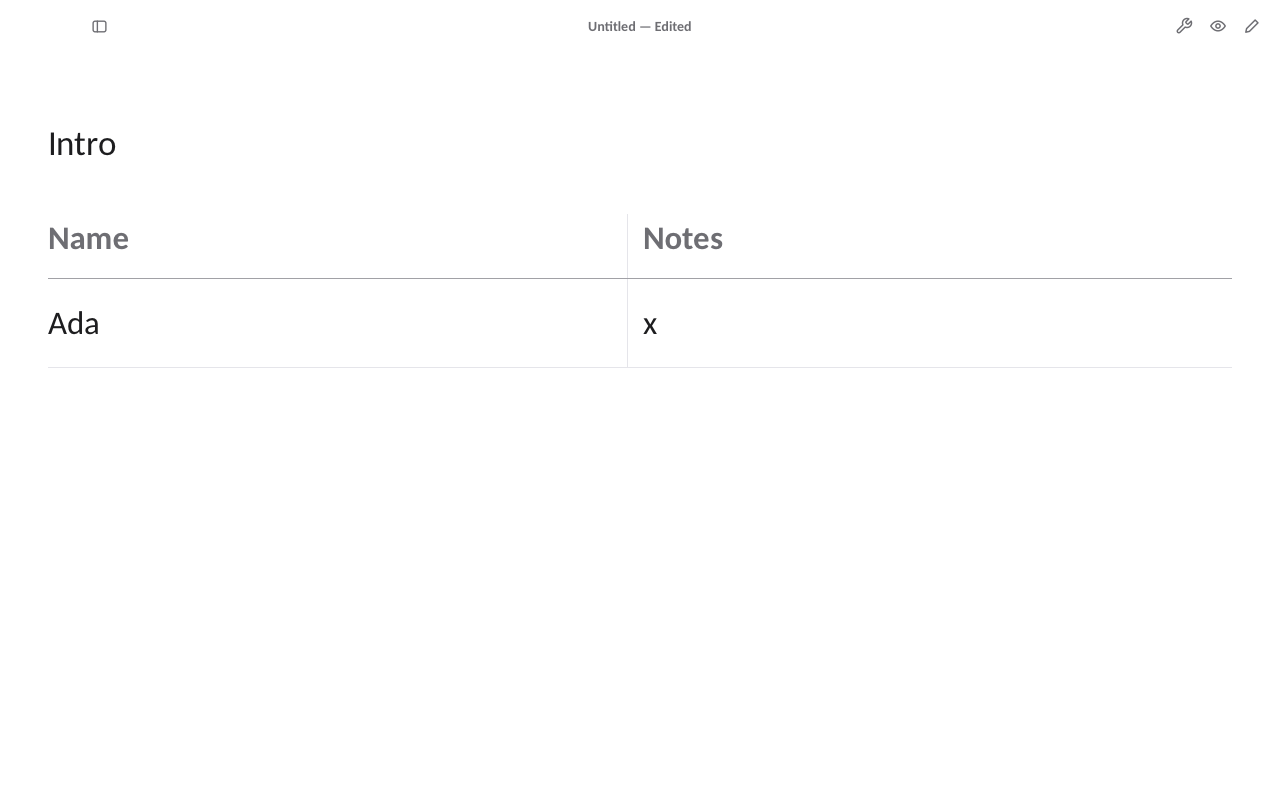 Untitled — Edited
Intro
Name Notes
Ada x